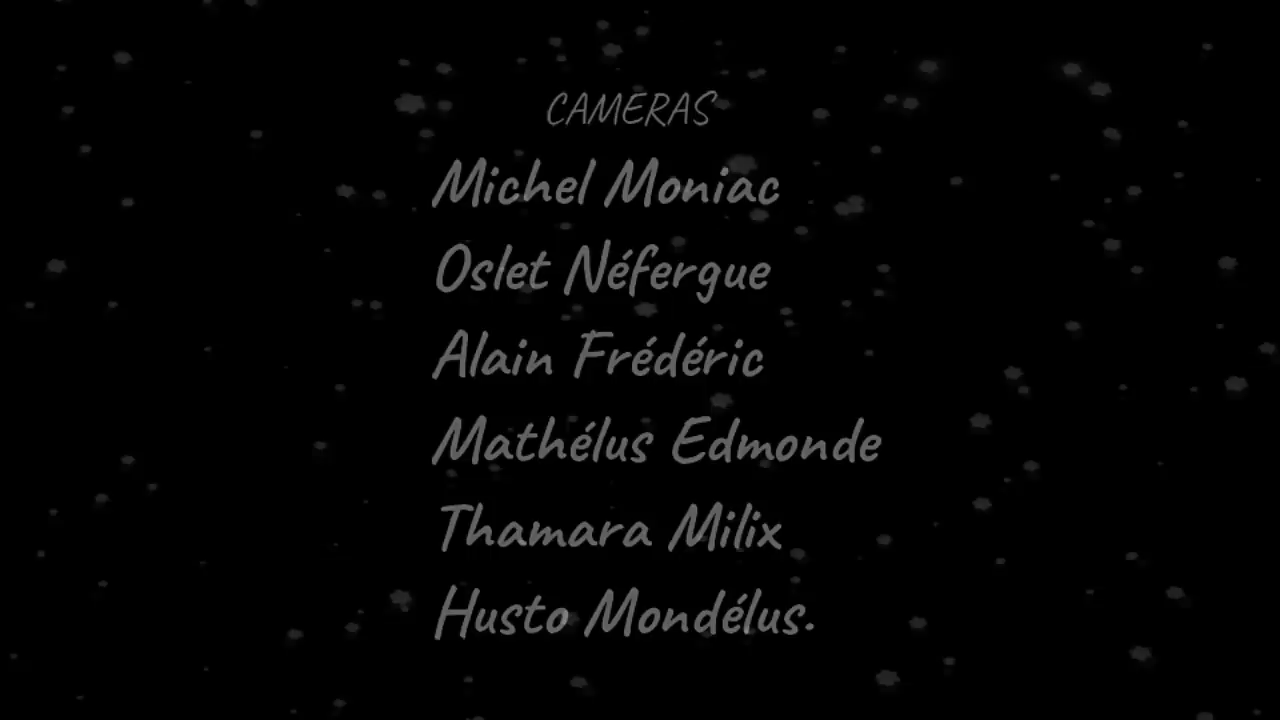 CAMERAS
Michel Moniac
Oslet Néfergue
Alain Frédéric
Mathélus Edmonde
Thamara Milix
Husto Mondélus.